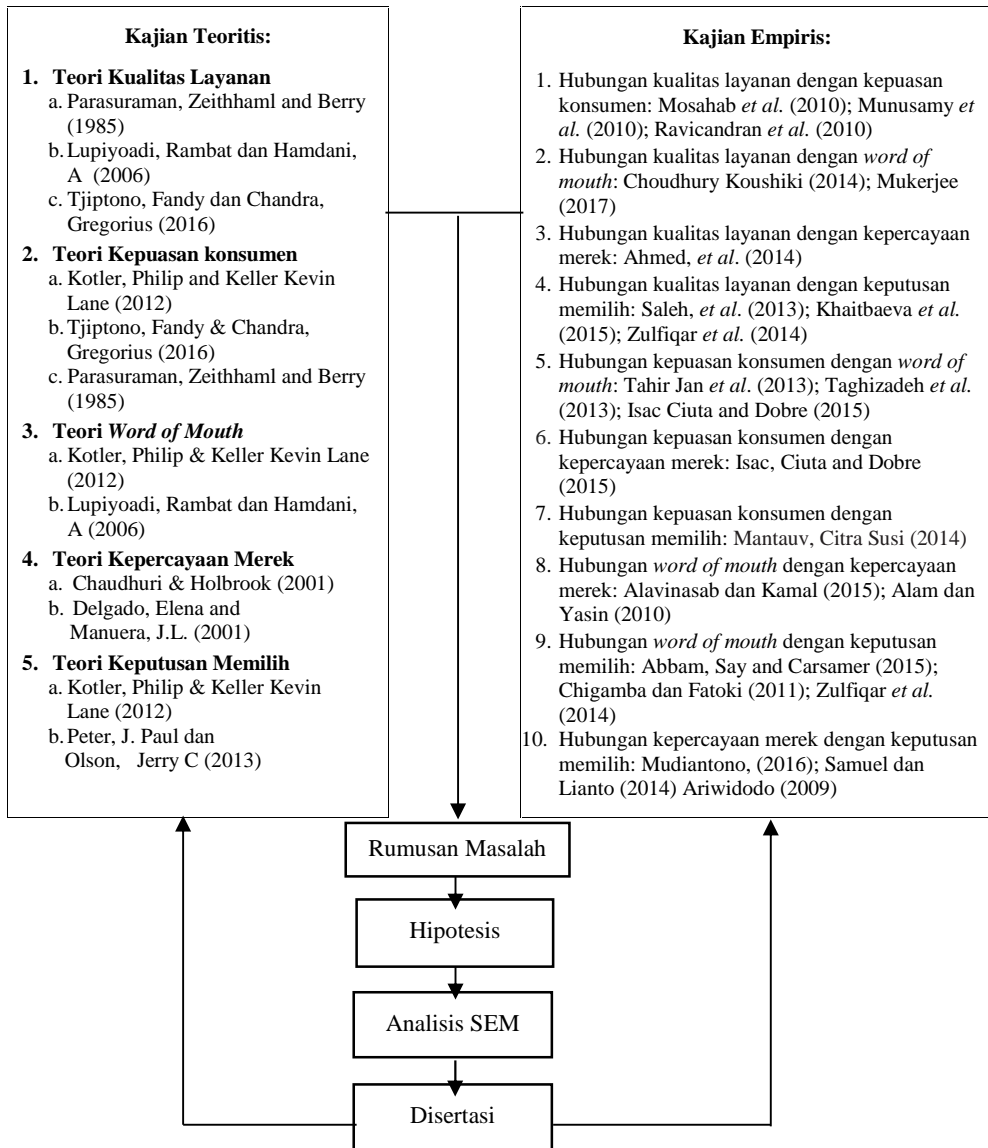 Kajian Teoritis:
1. Teori Kualitas Layanan
a. Parasuraman, Zeithhaml and Berry
(1985)
b. Lupiyoadi, Rambat dan Hamdani,
A (2006)
c. Tjiptono, Fandy dan Chandra,
Gregorius (2016)
2. Teori Kepuasan konsumen
a. Kotler, Philip and Keller Kevin
Lane (2012)
b. Tjiptono, Fandy & Chandra,
Gregorius (2016)
c. Parasuraman, Zeithhaml and Berry
(1985)
3. Teori Word of Mouth
a. Kotler, Philip & Keller Kevin Lane
(2012)
b. Lupiyoadi, Rambat dan Hamdani,
A (2006)
4. Teori Kepercayaan Merek
a. Chaudhuri & Holbrook (2001)
b. Delgado, Elena and
Manuera, J.L. (2001)
5. Teori Keputusan Memilih
a. Kotler, Philip & Keller Kevin
Lane (2012)
b. Peter, J. Paul dan
Olson, Jerry C (2013)
Kajian Empiris:
1. Hubungan kualitas layanan dengan kepuasan
konsumen: Mosahab et al. (2010); Munusamy et
al. (2010); Ravicandran et al. (2010)
2. Hubungan kualitas layanan dengan word of
mouth: Choudhury Koushiki (2014); Mukerjee
(2017)
3. Hubungan kualitas layanan dengan kepercayaan
merek: Ahmed, et al. (2014)
4. Hubungan kualitas layanan dengan keputusan
memilih: Saleh, et al. (2013); Khaitbaeva et al.
(2015); Zulfiqar et al. (2014)
5. Hubungan kepuasan konsumen dengan word of
mouth: Tahir Jan et al. (2013); Taghizadeh et al.
(2013); Isac Ciuta and Dobre (2015)
6. Hubungan kepuasan konsumen dengan
kepercayaan merek: Isac, Ciuta and Dobre
(2015)
7. Hubungan kepuasan konsumen dengan
keputusan memilih: Mantauv, Citra Susi (2014)
8. Hubungan word of mouth dengan kepercayaan
merek: Alavinasab dan Kamal (2015); Alam dan
Yasin (2010)
9. Hubungan word of mouth dengan keputusan
memilih: Abbam, Say and Carsamer (2015);
Chigamba dan Fatoki (2011); Zulfiqar et al.
(2014)
10. Hubungan kepercayaan merek dengan keputusan
memilih: Mudiantono, (2016); Samuel dan
Lianto (2014) Ariwidodo (2009)
Rumusan Masalah
Hipotesis
Analisis SEM
Disertasi